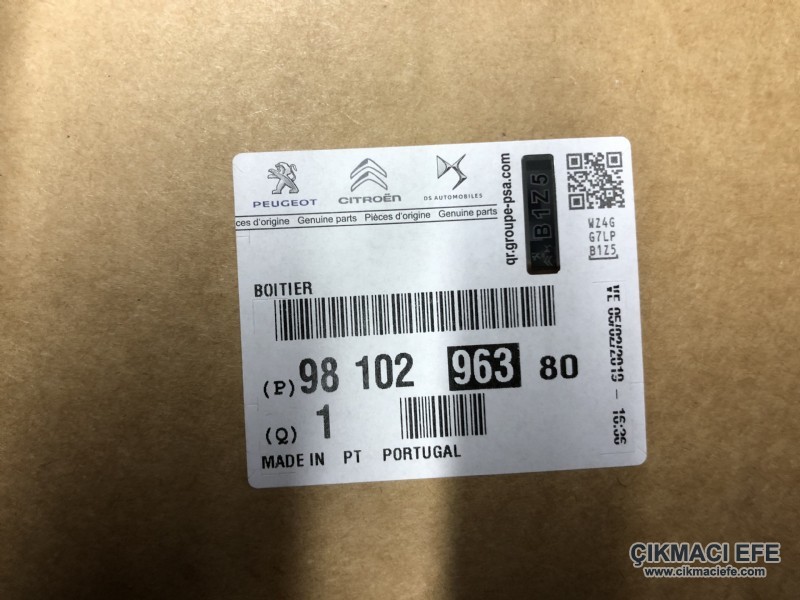 PEUGEOT
CITROËN
DS AUTOMOBILES
ces d'origine Genuine parts Pièces d'origine Genuine parts
qr.groupe-psa.com
B1Z5
WZ4G
G7LP
B1Z5
BOITIER
(P) 98 102 963 80
(Q) 1
MADE IN PT PORTUGAL
ÇIKMACI EFE
www.cikmaciefe.com